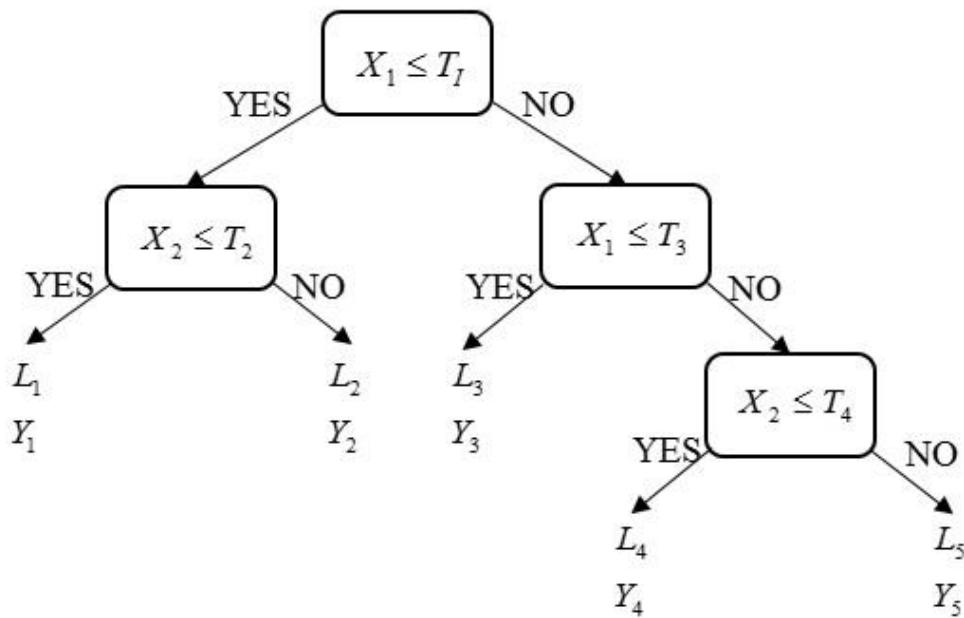 X₁ ≤ T_I
YES NO
X₂ ≤ T₂ X₁ ≤ T₃
YES NO YES NO
L₁ L₂ L₃
Y₁ Y₂ Y₃
X₂ ≤ T₄
YES NO
L₄ L₅
Y₄ Y₅